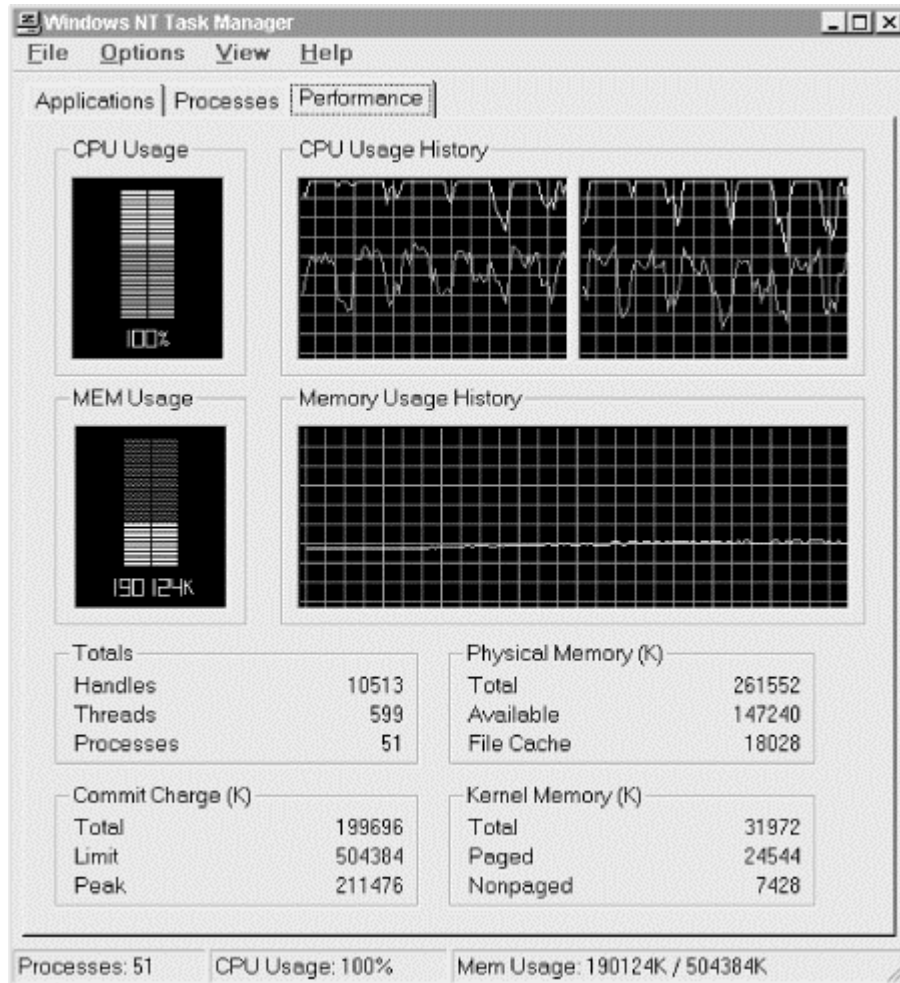 Windows NT Task Manager
File Options View Help
Applications Processes Performance
CPU Usage CPU Usage History
100%
MEM Usage Memory Usage History
190124K
Totals Physical Memory (K)
Handles 10513 Total 261552
Threads 599 Available 147240
Processes 51 File Cache 18028
Commit Charge (K) Kernel Memory (K)
Total 199696 Total 31972
Limit 504384 Paged 24544
Peak 211476 Nonpaged 7428
Processes: 51 CPU Usage: 100% Mem Usage: 190124K / 504384K